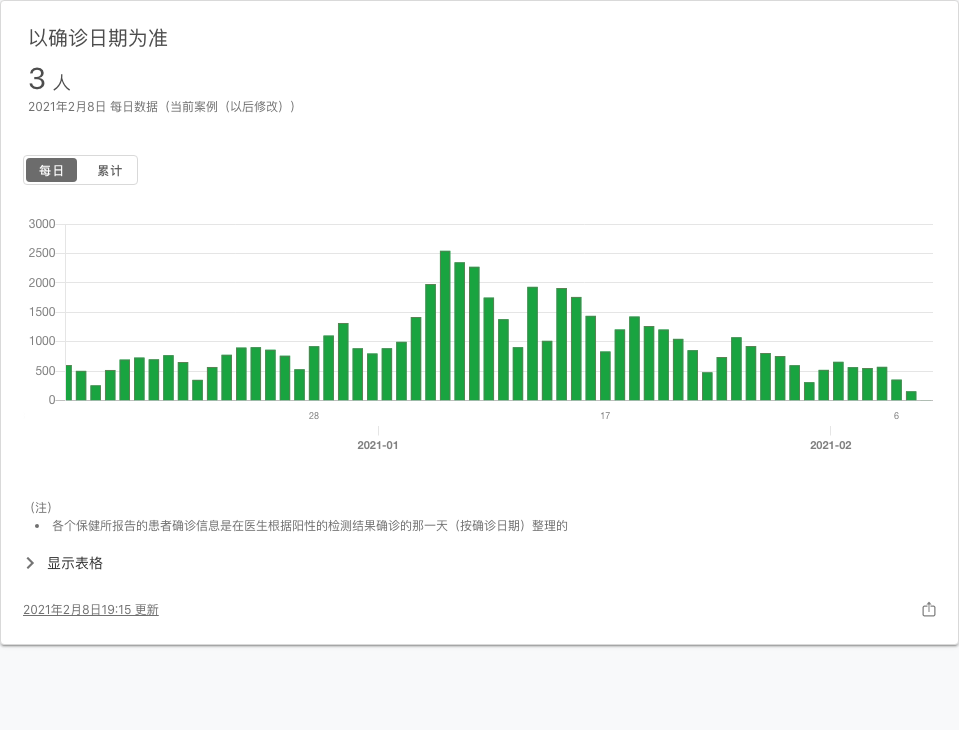 以确诊日期为准
3 人
2021年2月8日 每日数据（当前案例（以后修改））
每日 累计
3000
2500
2000
1500
1000
500
0
28 17 6
2021-01 2021-02
（注）
• 各个保健所报告的患者确诊信息是在医生根据阳性的检测结果确诊的那一天（按确诊日期）整理的
显示表格
2021年2月8日19:15 更新